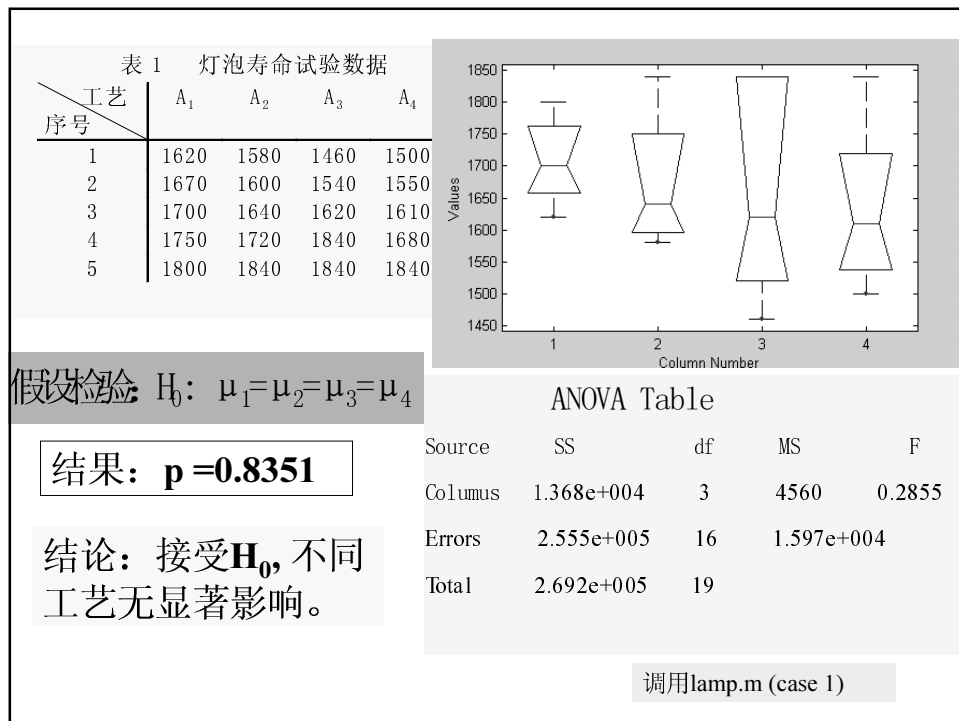 表 1 灯泡寿命试验数据
工艺 A₁ A₂ A₃ A₄
序号
1 1620 1580 1460 1500
2 1670 1600 1540 1550
3 1700 1640 1620 1610
4 1750 1720 1840 1680
5 1800 1840 1840 1840
1850
1800
1750
1700
1650
1600
1550
1500
1450
Values
1 2 3 4
Column Number
假设检验: H₀: μ₁=μ₂=μ₃=μ₄
结果：p =0.8351
结论：接受H₀, 不同
工艺无显著影响。
ANOVA Table
Source SS df MS F
Columus 1.368e+004 3 4560 0.2855
Errors 2.555e+005 16 1.597e+004
Total 2.692e+005 19
调用lamp.m (case 1)